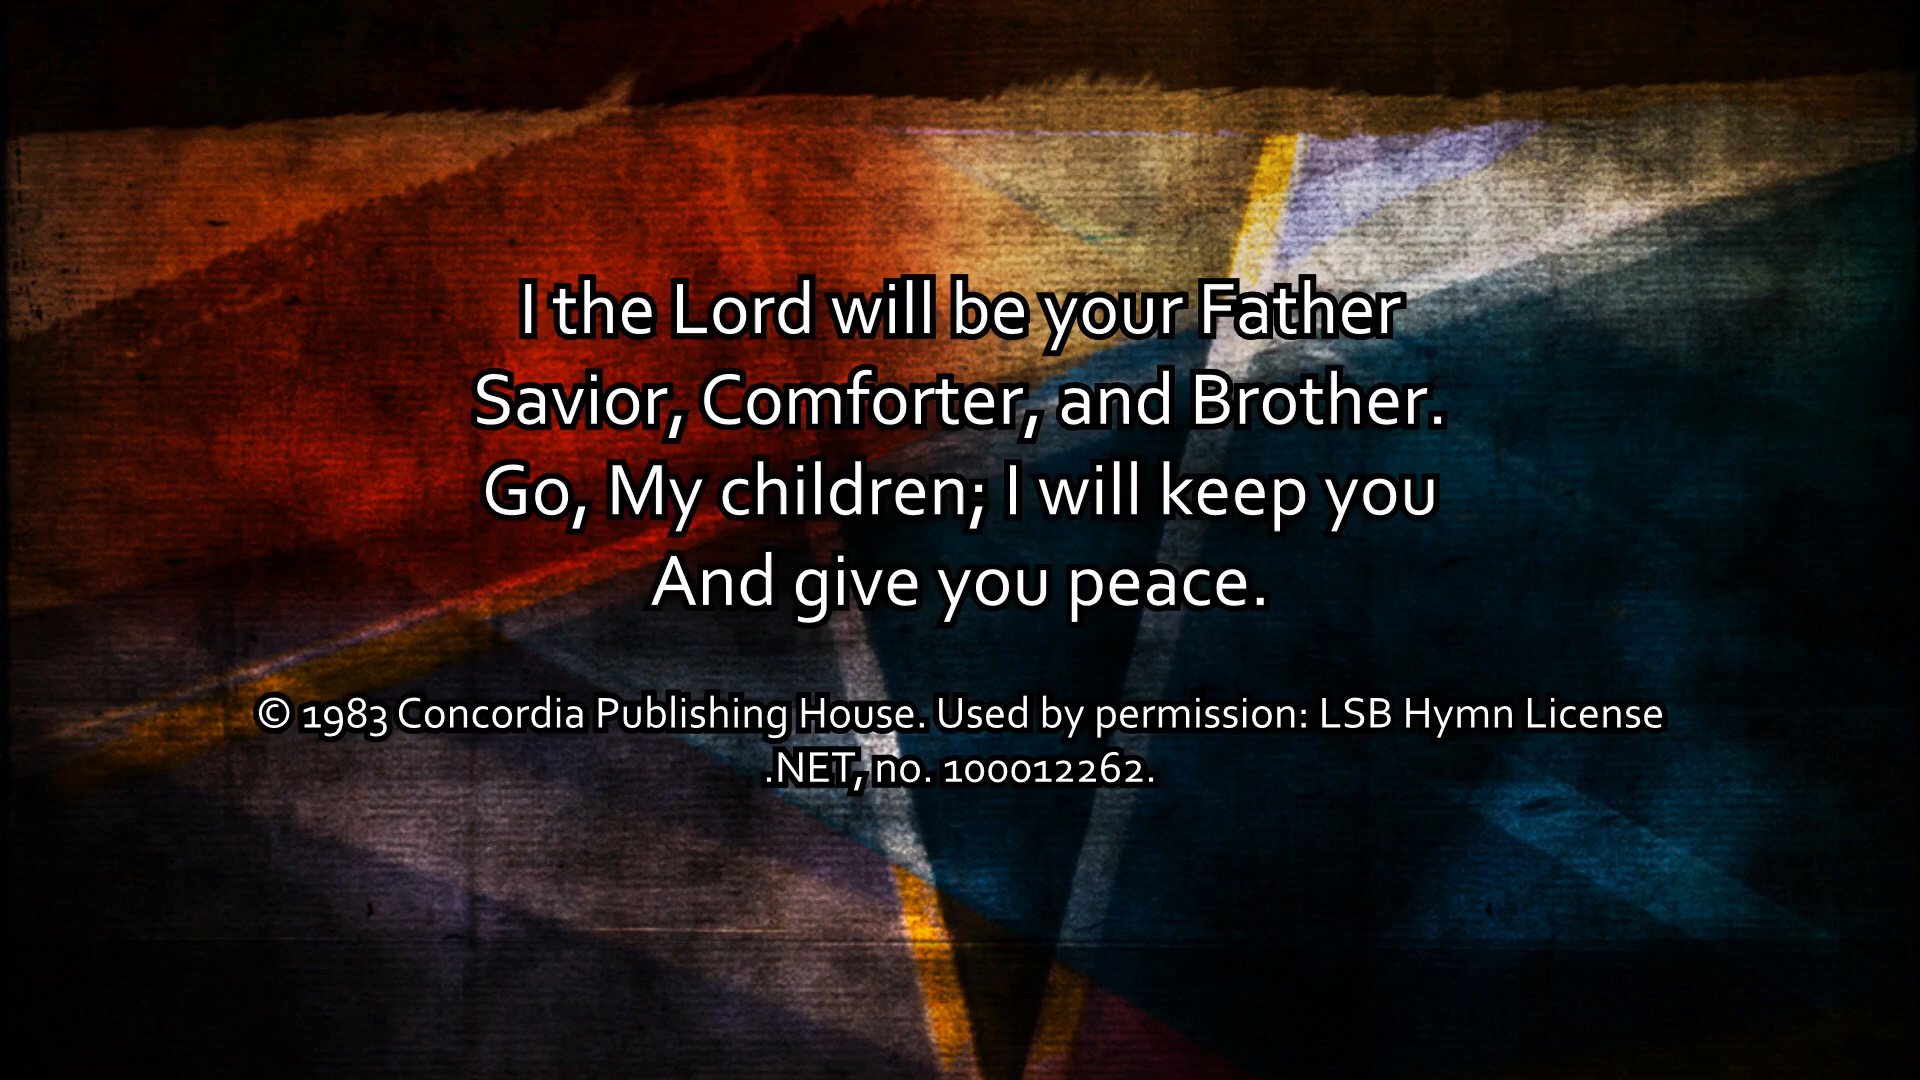 I the Lord will be your Father
Savior, Comforter, and Brother.
Go, My children; I will keep you
And give you peace.
© 1983 Concordia Publishing House. Used by permission: LSB Hymn License
.NET, no. 100012262.